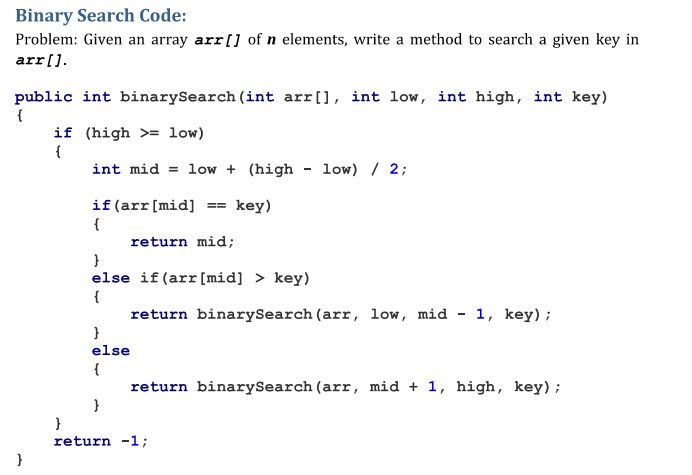 Binary Search Code:
Problem: Given an array arr[] of n elements, write a method to search a given key in
arr[].
public int binarySearch(int arr[], int low, int high, int key)
{
    if (high >= low)
    {
        int mid = low + (high - low) / 2;
        if(arr[mid] == key)
        {
            return mid;
        }
        else if(arr[mid] > key)
        {
            return binarySearch(arr, low, mid - 1, key);
        }
        else
        {
            return binarySearch(arr, mid + 1, high, key);
        }
    }
    return -1;
}